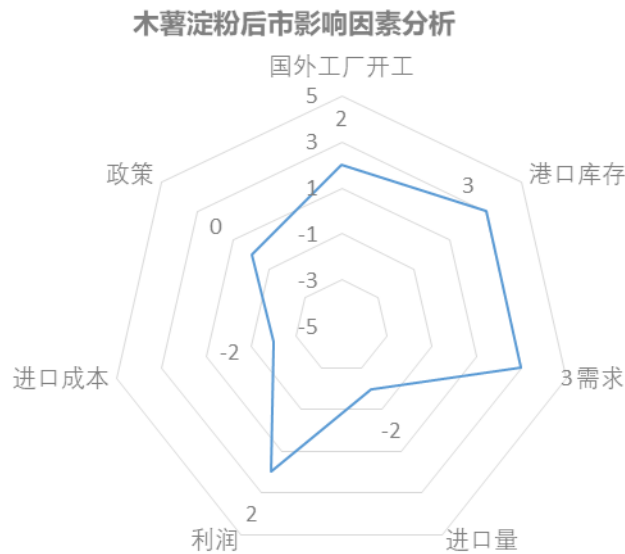 木薯淀粉后市影响因素分析
国外工厂开工
5
2
3
政策
港口库存
3
1
0
-1
-3
-5
-2
进口成本
3
需求
-2
2
利润
进口量